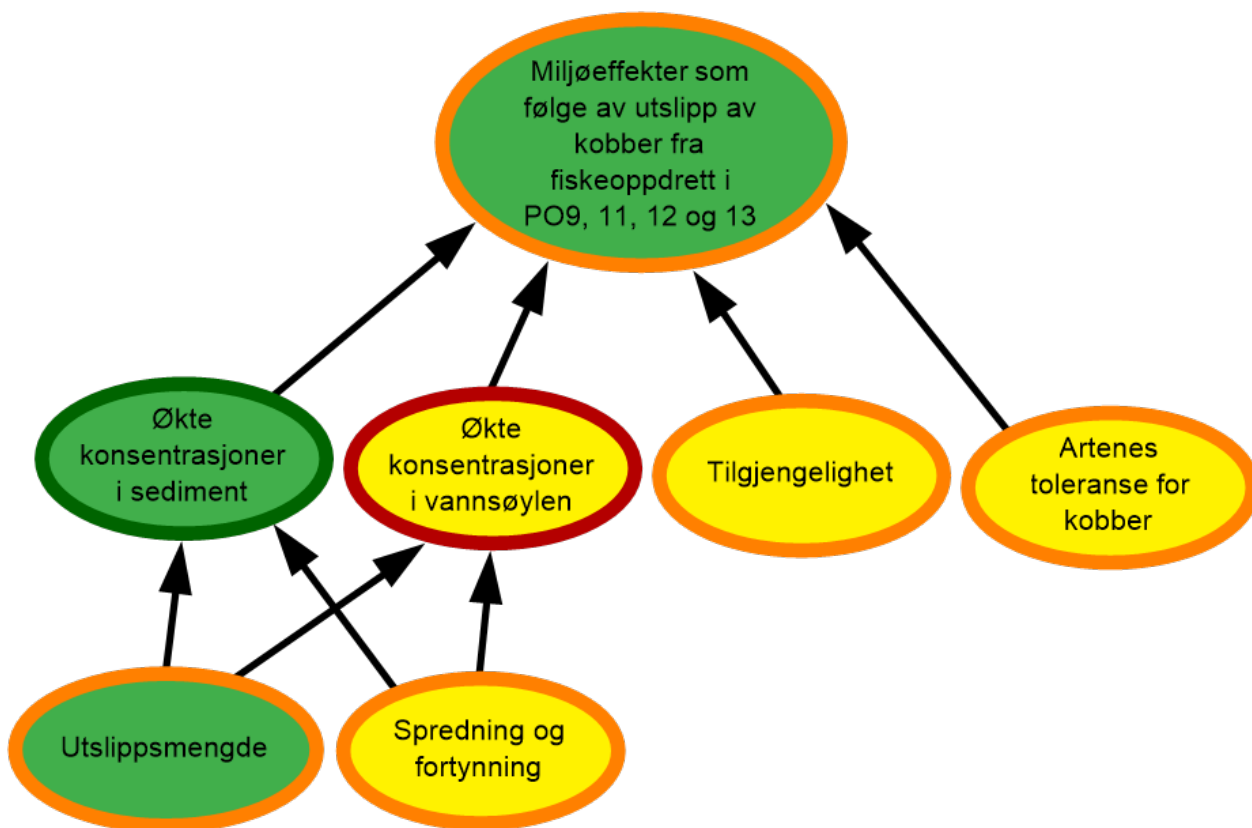 Miljøeffekter som
følge av utslipp av
kobber fra
fiskeoppdrett i
PO9, 11, 12 og 13
Økte
konsentrasjoner
i sediment
Økte
konsentrasjoner
i vannsøylen
Tilgjengelighet
Artenes
toleranse for
kobber
Utslippsmengde
Spredning og
fortynning